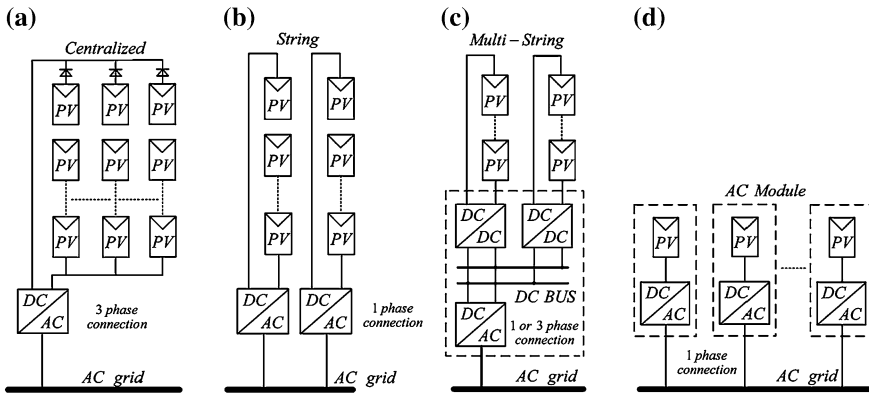 (a)
Centralized
PV PV PV
PV PV PV
PV PV PV
DC
AC
3 phase
connection
AC grid
(b)
String
PV PV
PV PV
PV PV
DC
AC
DC
AC
1 phase
connection
AC grid
(c)
Multi-String
PV PV
PV PV
DC
DC
DC
DC
DC BUS
DC
AC
1 or 3 phase
connection
AC grid
(d)
AC Module
PV PV PV
DC
AC
DC
AC
DC
AC
1 phase
connection
AC grid